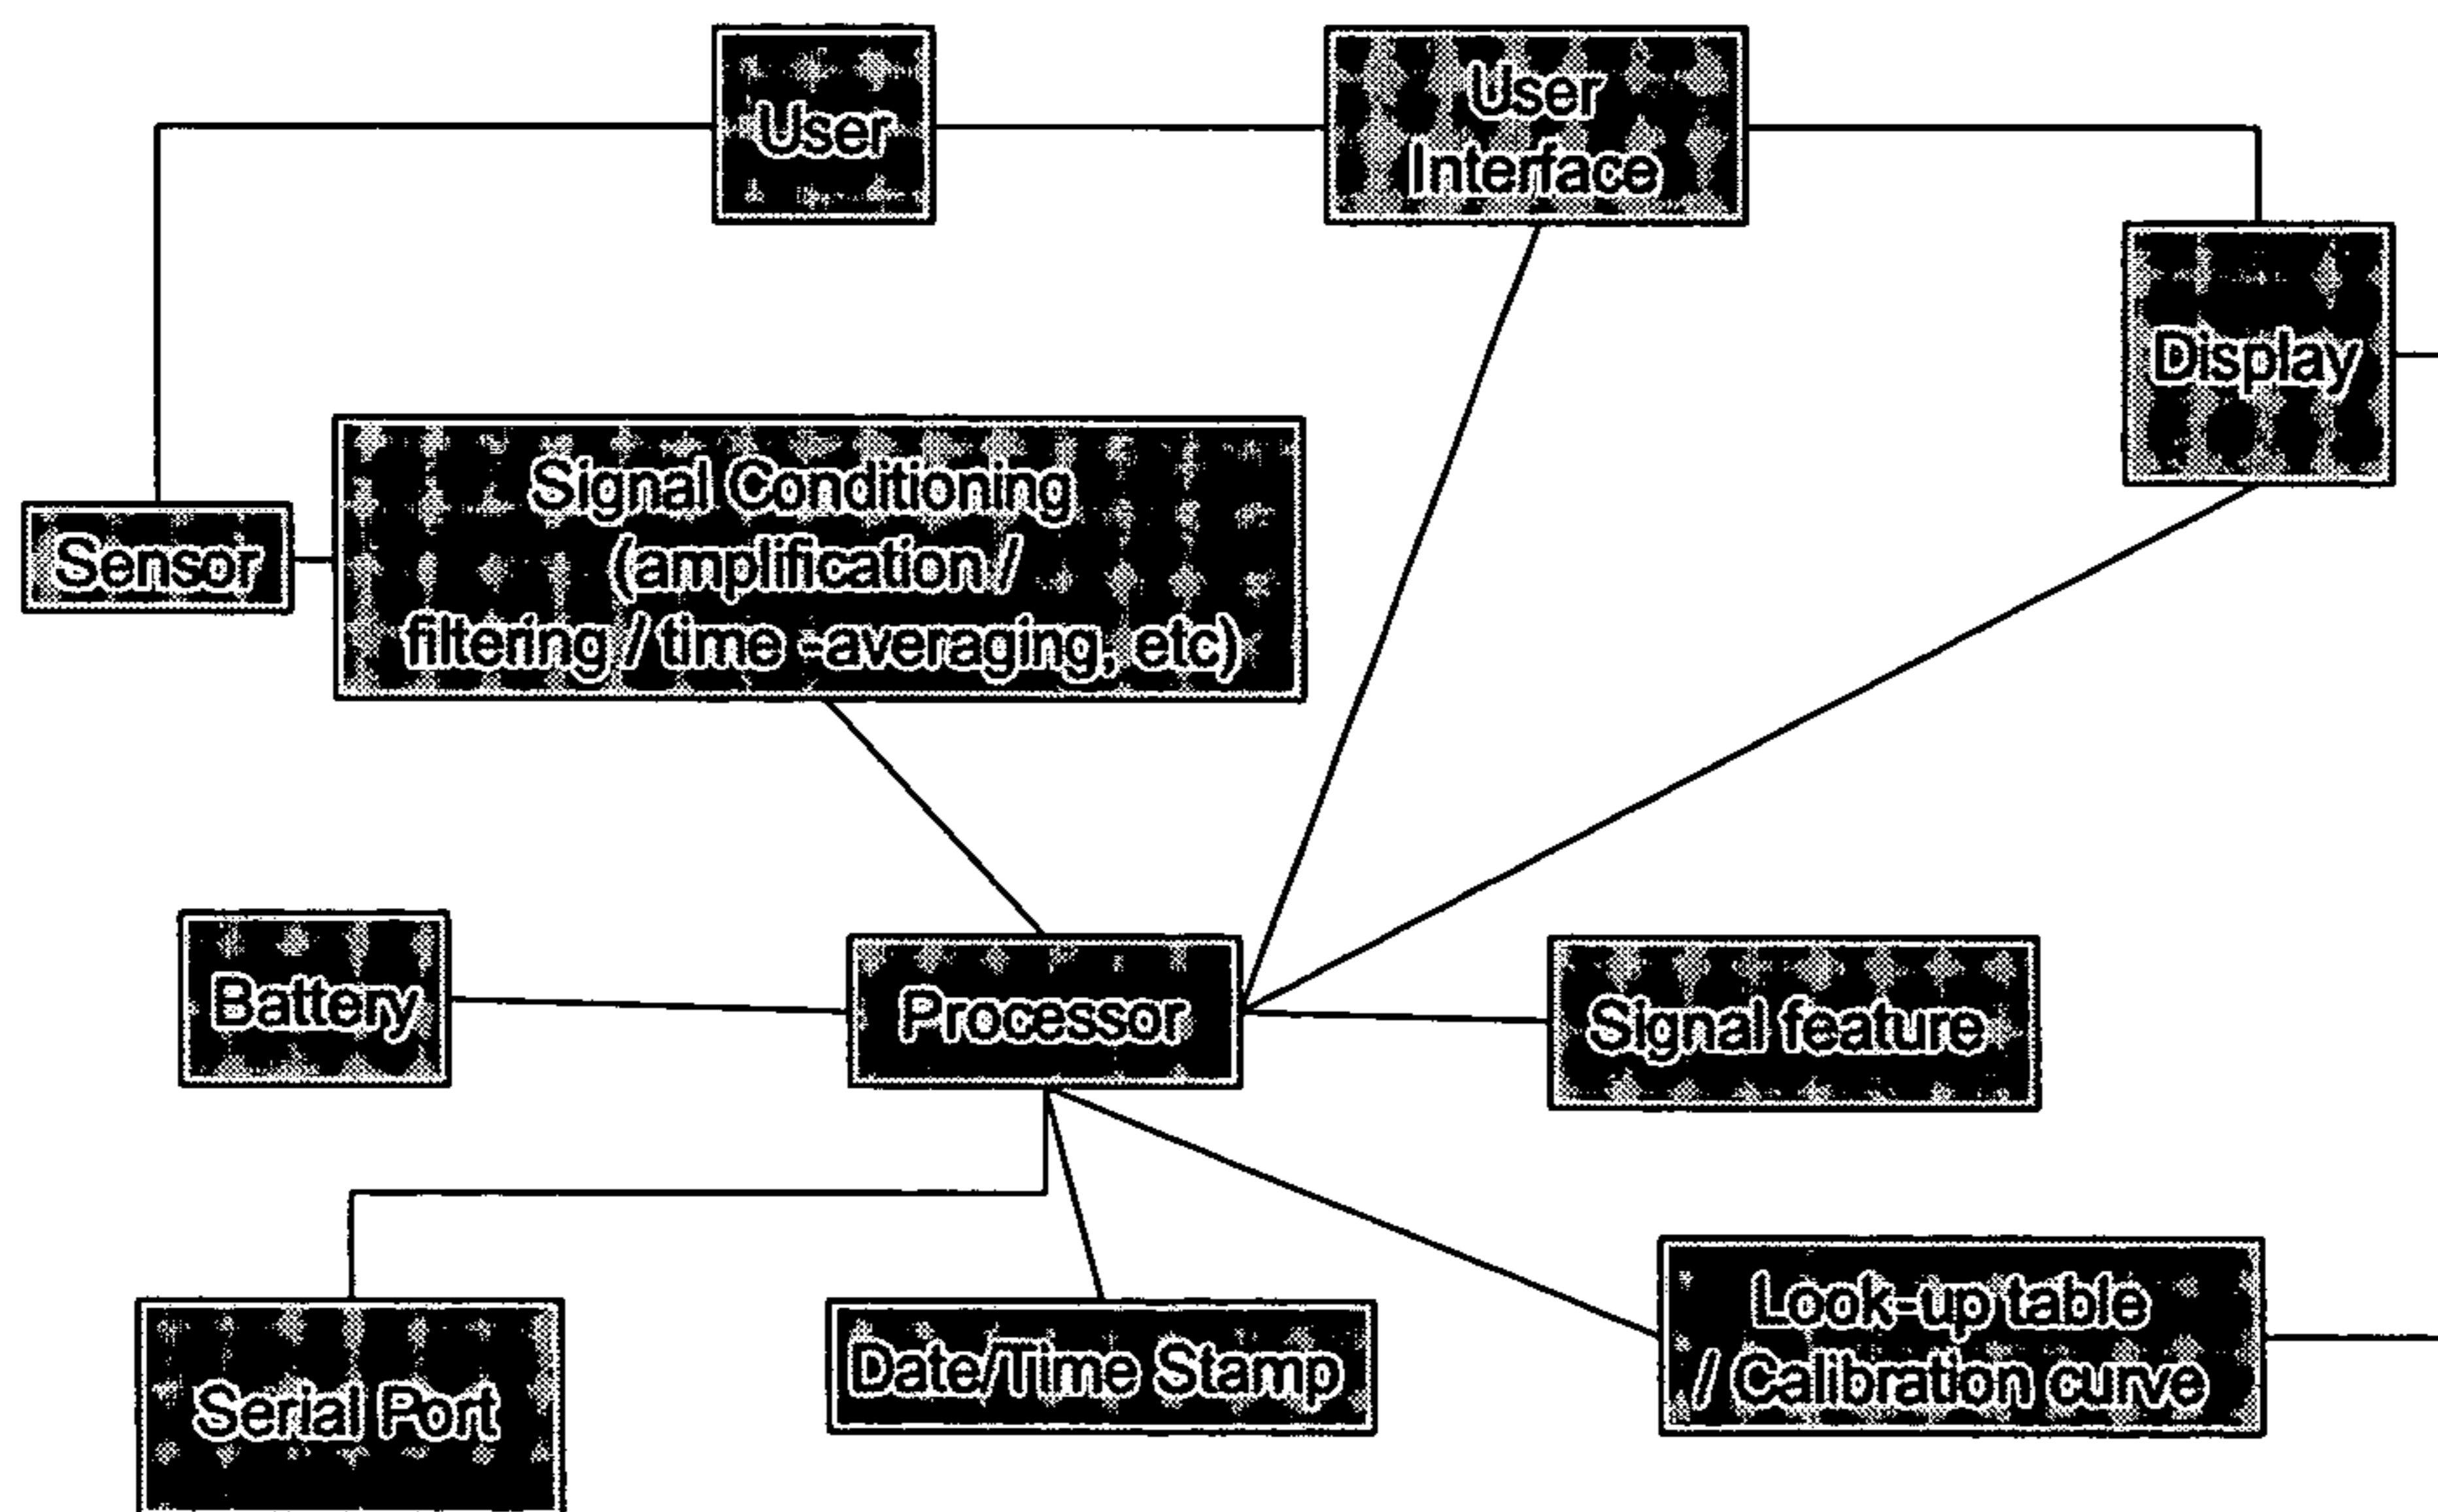 User
User
Interface
Display
Signal Conditioning
(amplification /
filtering / time -averaging, etc)
Sensor
Battery
Processor
Signal feature
Look-up table
/ Calibration curve
Date/Time Stamp
Serial Port